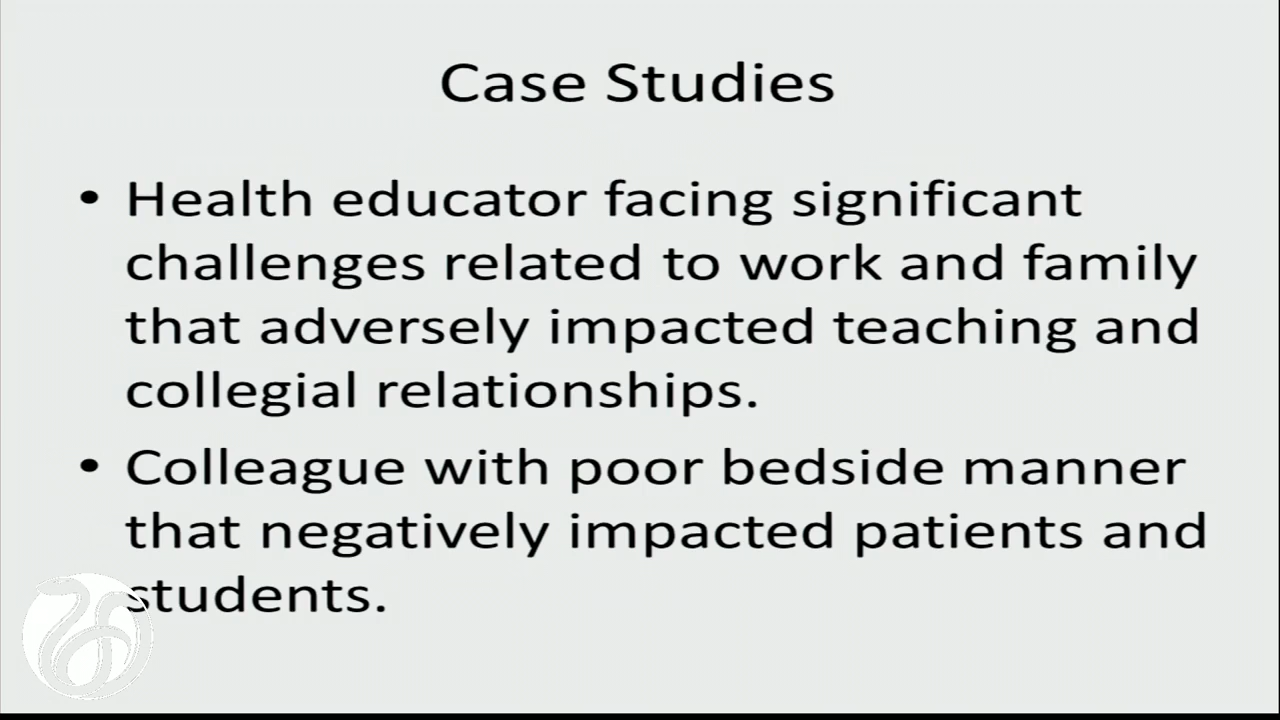 Case Studies
• Health educator facing significant
challenges related to work and family
that adversely impacted teaching and
collegial relationships.
• Colleague with poor bedside manner
that negatively impacted patients and
students.